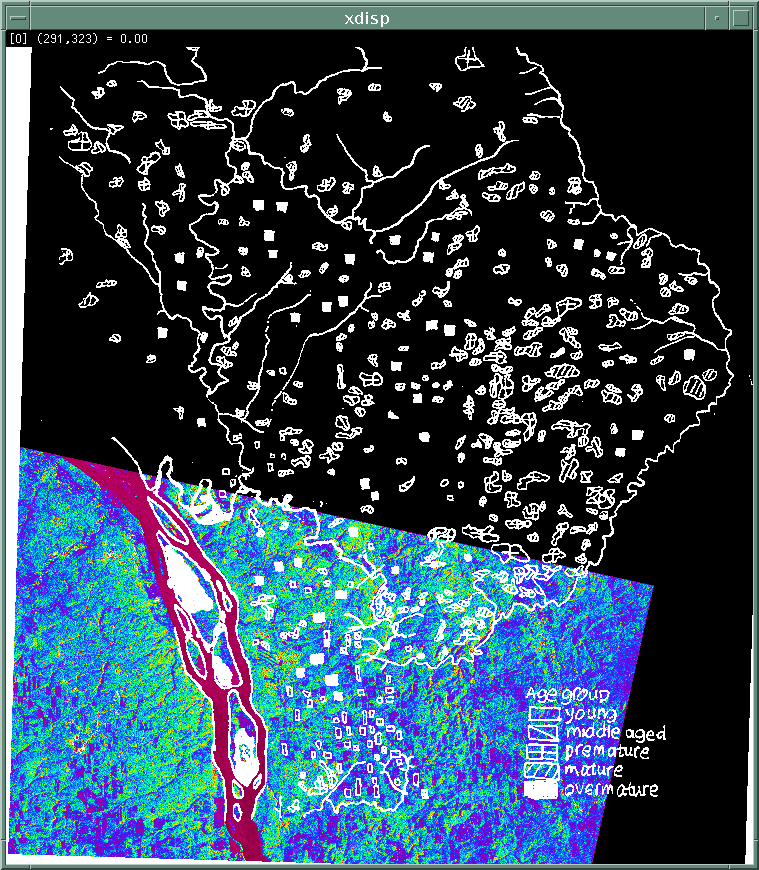 xdisp
[0] (291,323) = 0.00
Age group
young
middle aged
premature
mature
overmature